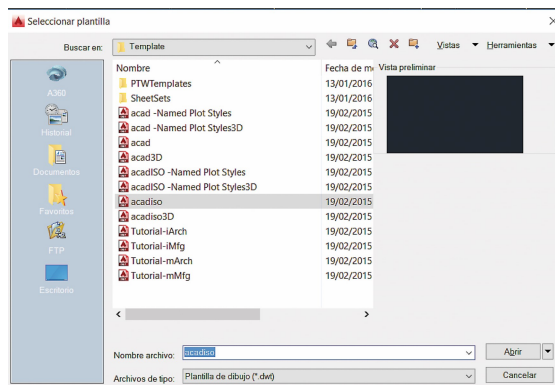 Seleccionar plantilla
Buscar en: Template Vistas Herramientas
Nombre Fecha de m Vista preliminar
PTWTemplates 13/01/2016
SheetSets 13/01/2016
acad -Named Plot Styles 19/02/2015
acad -Named Plot Styles3D 19/02/2015
acad 19/02/2015
acad3D 19/02/2015
acadISO -Named Plot Styles 19/02/2015
acadISO -Named Plot Styles3D 19/02/2015
acadiso 19/02/2015
acadiso3D 19/02/2015
Tutorial-iArch 19/02/2015
Tutorial-iMfg 19/02/2015
Tutorial-mArch 19/02/2015
Tutorial-mMfg 19/02/2015
A360
Historial
Documentos
Favoritos
FTP
Escritorio
Nombre archivo: acadiso Abrir
Archivos de tipo: Plantilla de dibujo (*.dwt) Cancelar